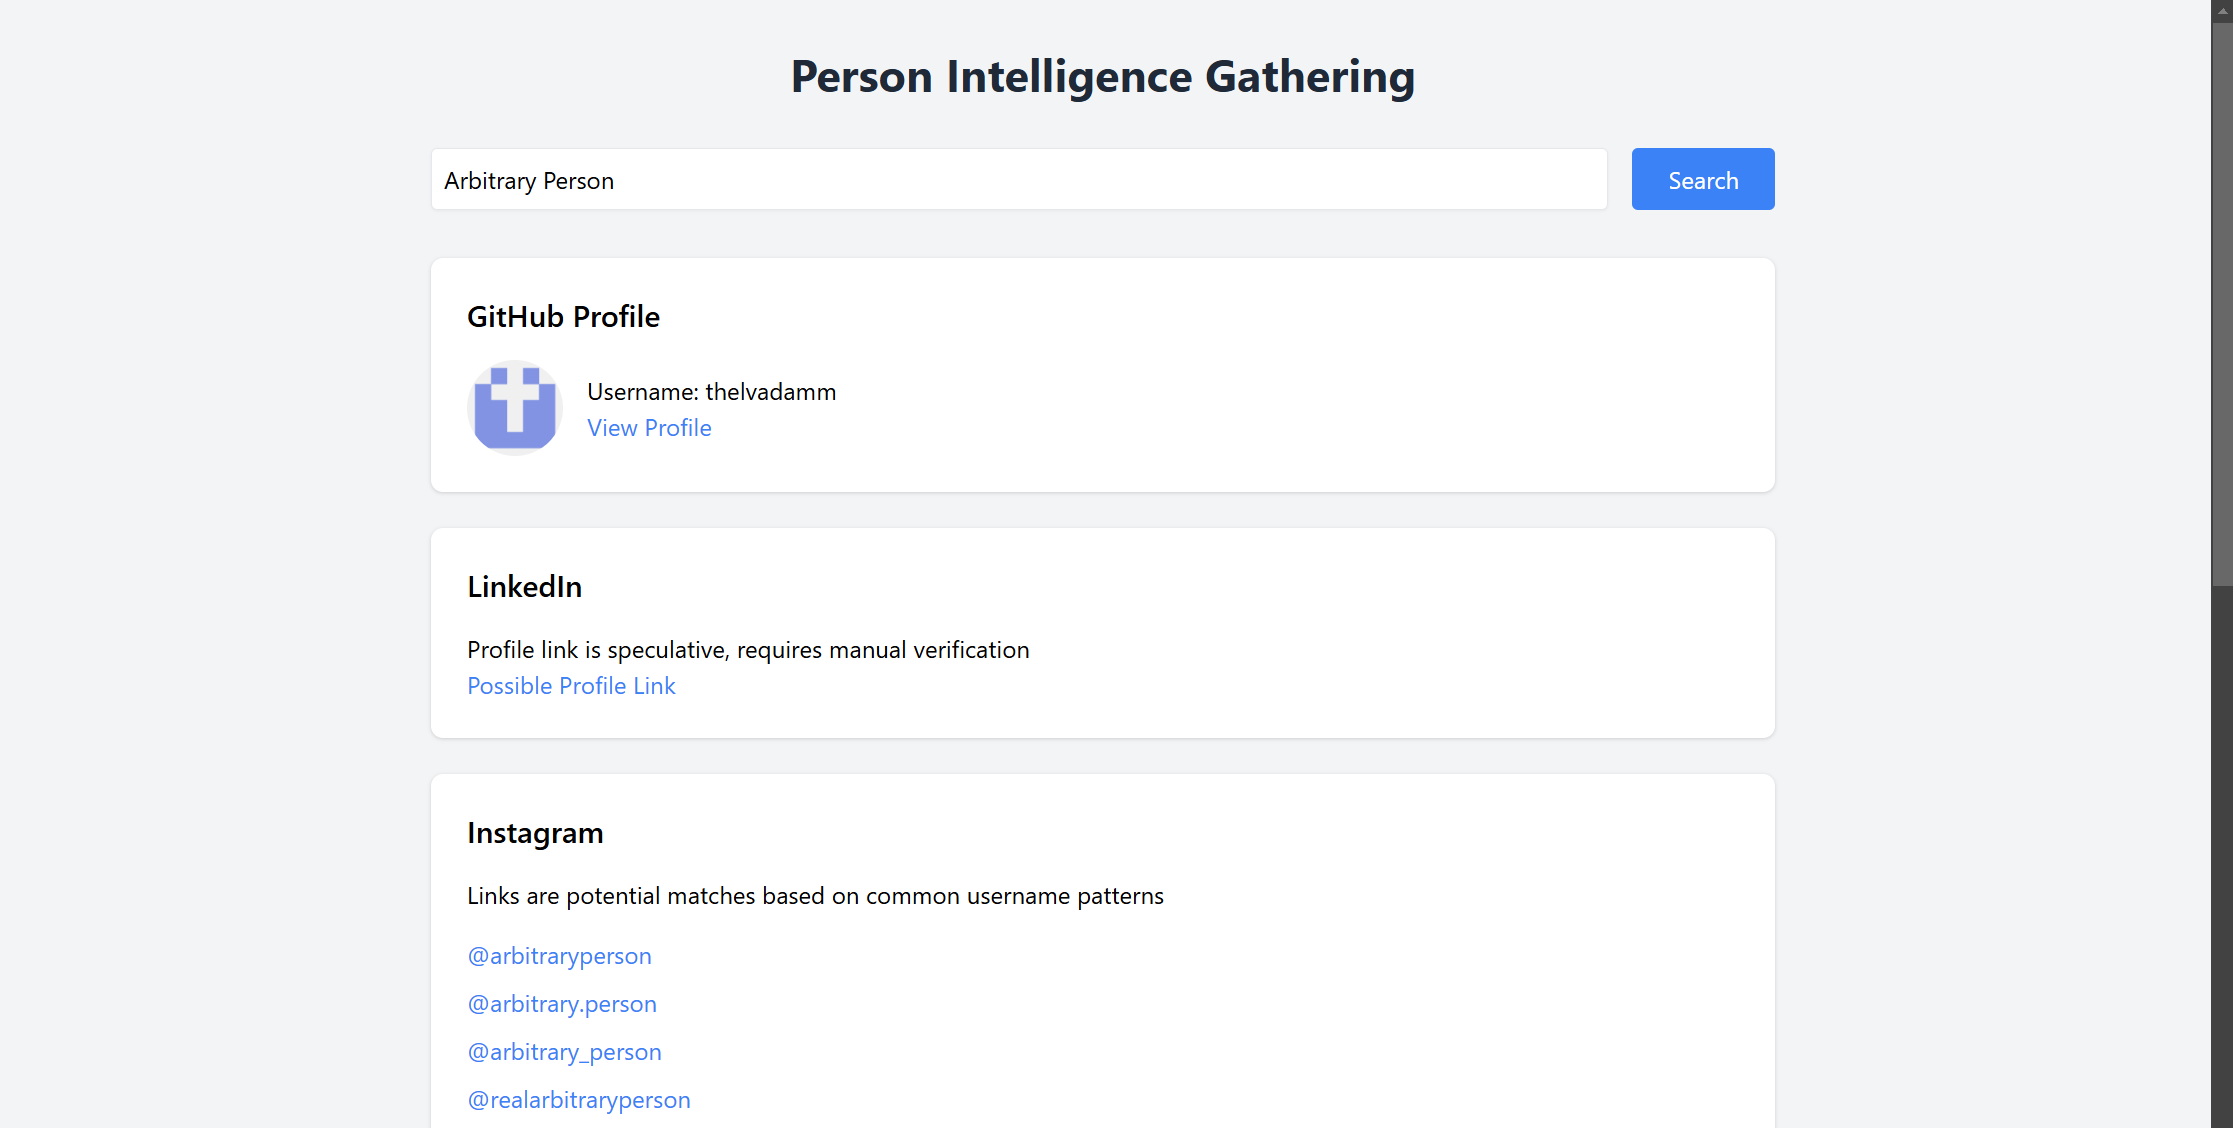 Person Intelligence Gathering
Arbitrary Person
Search
GitHub Profile
Username: thelvadamm
View Profile
LinkedIn
Profile link is speculative, requires manual verification
Possible Profile Link
Instagram
Links are potential matches based on common username patterns
@arbitraryperson
@arbitrary.person
@arbitrary_person
@realarbitraryperson